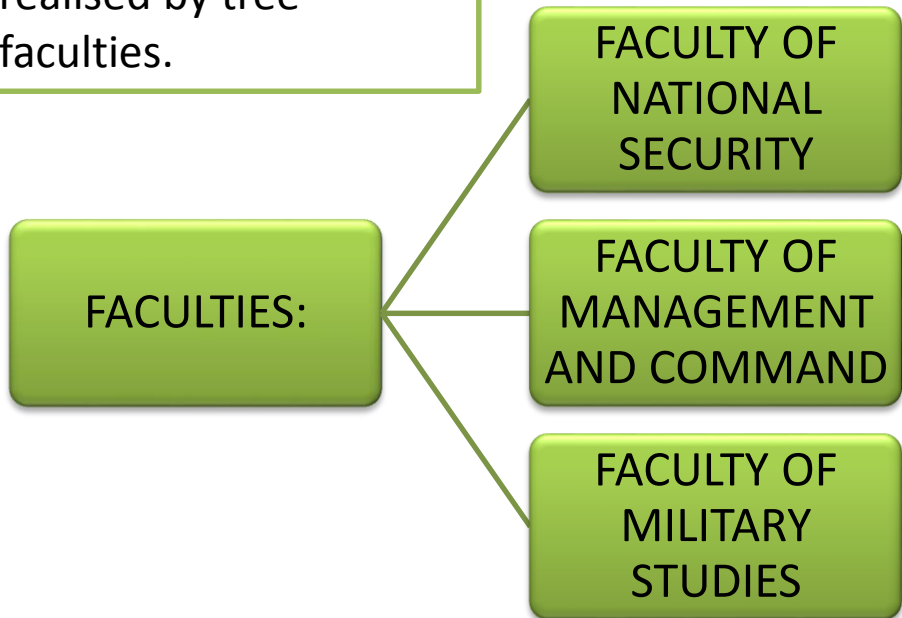 realised by tree
faculties.
FACULTIES:
FACULTY OF
NATIONAL
SECURITY
FACULTY OF
MANAGEMENT
AND COMMAND
FACULTY OF
MILITARY
STUDIES